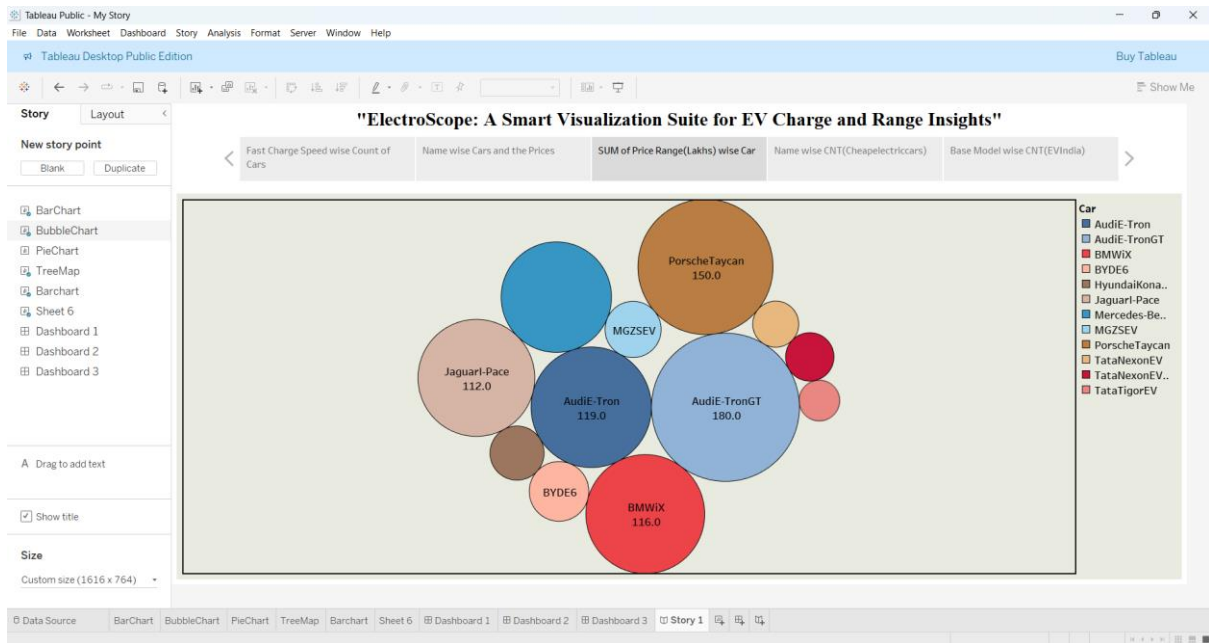 Tableau Public - My Story
File Data Worksheet Dashboard Story Analysis Format Server Window Help
Tableau Desktop Public Edition
Buy Tableau
Show Me
Story Layout
New story point
Blank Duplicate
BarChart
BubbleChart
PieChart
TreeMap
Barchart
Sheet 6
Dashboard 1
Dashboard 2
Dashboard 3
A Drag to add text
Show title
Size
Custom size (1616 x 764)
"ElectroScope: A Smart Visualization Suite for EV Charge and Range Insights"
Fast Charge Speed wise Count of
Cars
Name wise Cars and the Prices
SUM of Price Range(Lakhs) wise Car
Name wise CNT(Cheapelectriccars)
Base Model wise CNT(EVIndia)
PorscheTaycan
150.0
MGZSEV
JaguarI-Pace
112.0
AudiE-Tron
119.0
AudiE-TronGT
180.0
BYDE6
BMWiX
116.0
Car
AudiE-Tron
AudiE-TronGT
BMWiX
BYDE6
HyundaiKona..
JaguarI-Pace
Mercedes-Be..
MGZSEV
PorscheTaycan
TataNexonEV
TataNexonEV..
TataTigorEV
Data Source BarChart BubbleChart PieChart TreeMap Barchart Sheet 6 Dashboard 1 Dashboard 2 Dashboard 3 Story 1